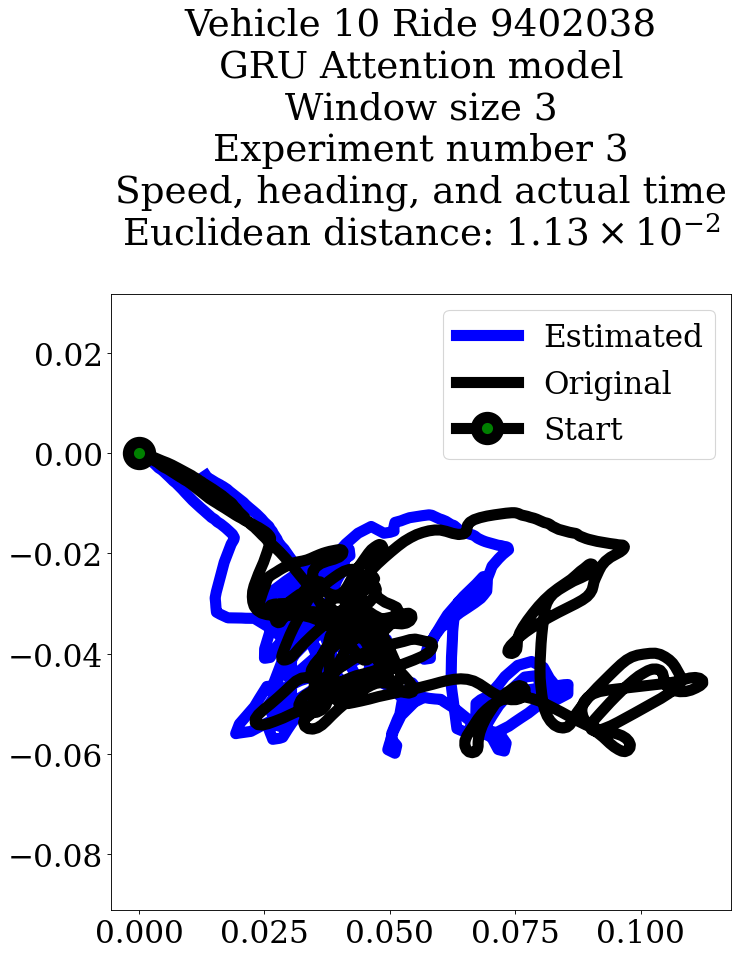 Vehicle 10 Ride 9402038
GRU Attention model
Window size 3
Experiment number 3
Speed, heading, and actual time
Euclidean distance: 1.13 × 10⁻²
Estimated
Original
Start
0.02
0.00
−0.02
−0.04
−0.06
−0.08
0.000 0.025 0.050 0.075 0.100